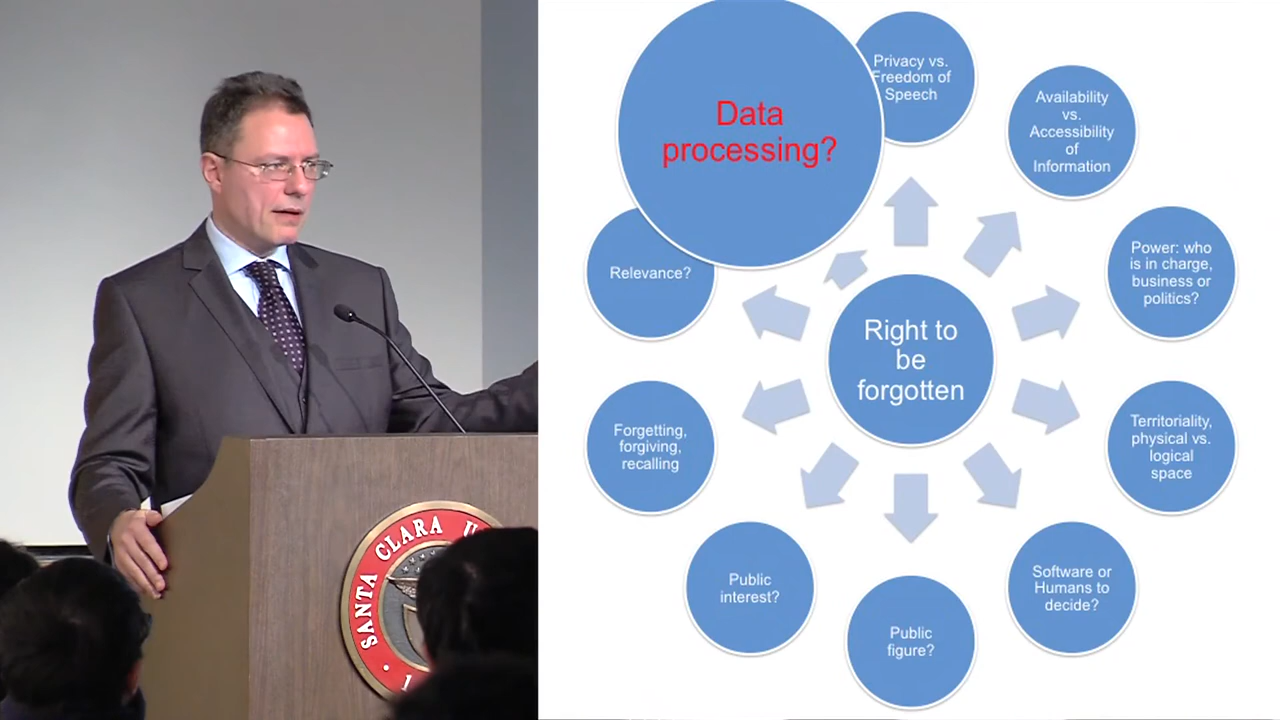 Data
processing?
Privacy vs.
Freedom of
Speech
Availability
vs.
Accessibility
of
Information
Power: who
is in charge,
business or
politics?
Territoriality,
physical vs.
logical
space
Software or
Humans to
decide?
Public
figure?
Public
interest?
Forgetting,
forgiving,
recalling
Relevance?
Right to
be
forgotten
SANTA CLARA